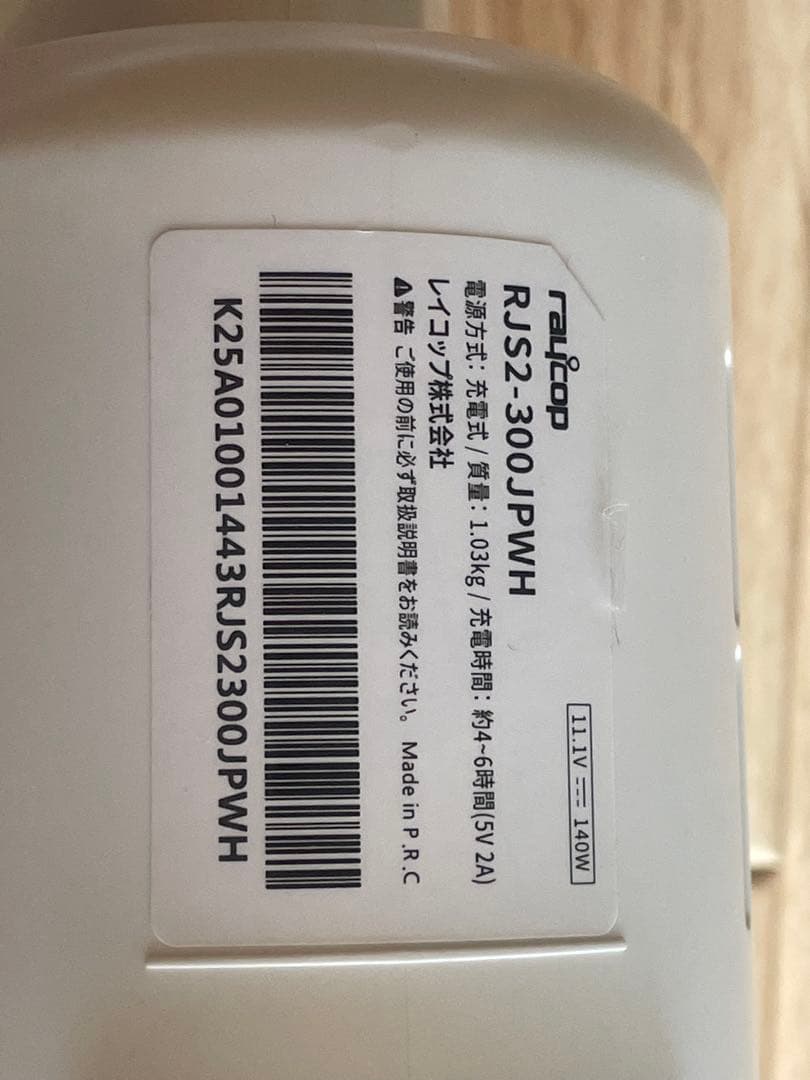 raycop
RJS2-300JPWH
11.1V ⎓ 140W
電源方式：充電式 / 質量：1.03kg / 充電時間：約4~6時間(5V 2A)
レイコップ株式会社
⚠警告 ご使用の前に必ず取扱説明書をお読みください。 Made in P.R.C
K25A01001443RJS2300JPWH